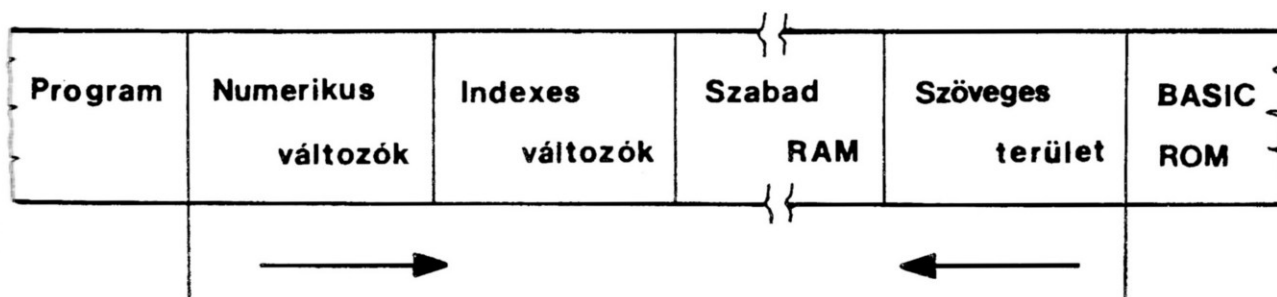 Program
Numerikus
változók
Indexes
változók
Szabad
RAM
Szöveges
terület
BASIC
ROM